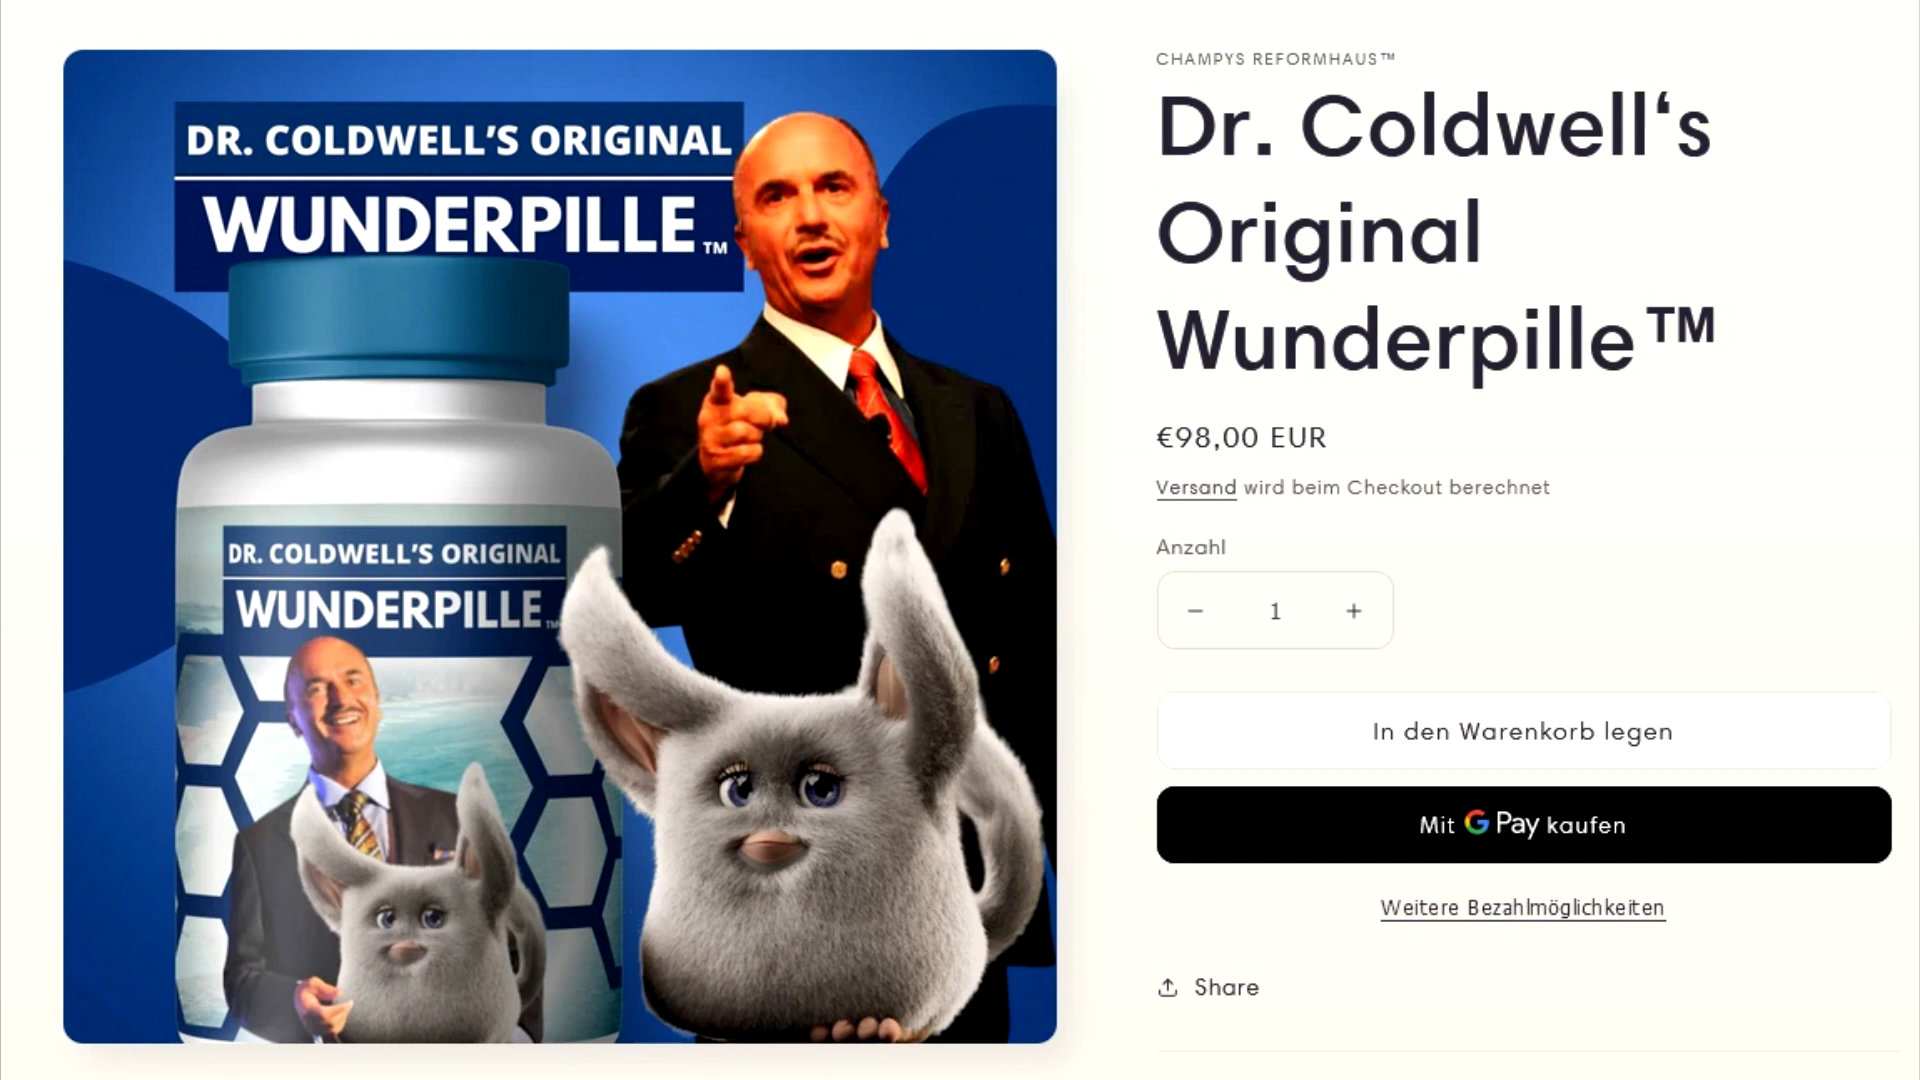 DR. COLDWELL’S ORIGINAL
WUNDERPILLE™
DR. COLDWELL’S ORIGINAL
WUNDERPILLE™
CHAMPYS REFORMHAUS™
Dr. Coldwell‘s
Original
Wunderpille™
€98,00 EUR
Versand wird beim Checkout berechnet
Anzahl
− 1 +
In den Warenkorb legen
Mit G Pay kaufen
Weitere Bezahlmöglichkeiten
Share